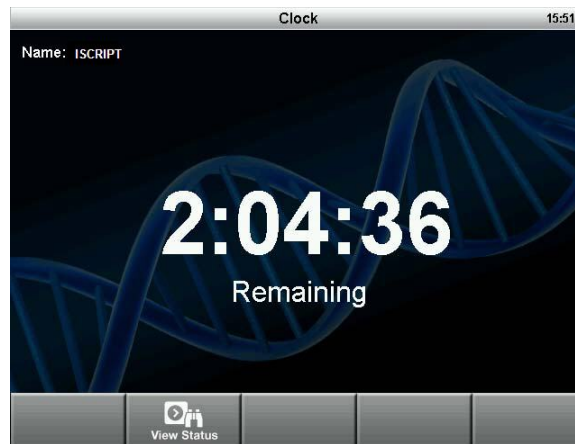 Clock 15:51
Name: ISCRIPT
2:04:36
Remaining
View Status